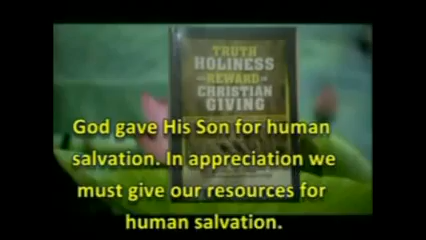 TRUTH
HOLINESS
REWARD
CHRISTIAN
GIVING
God gave His Son for human
salvation. In appreciation we
must give our resources for
human salvation.